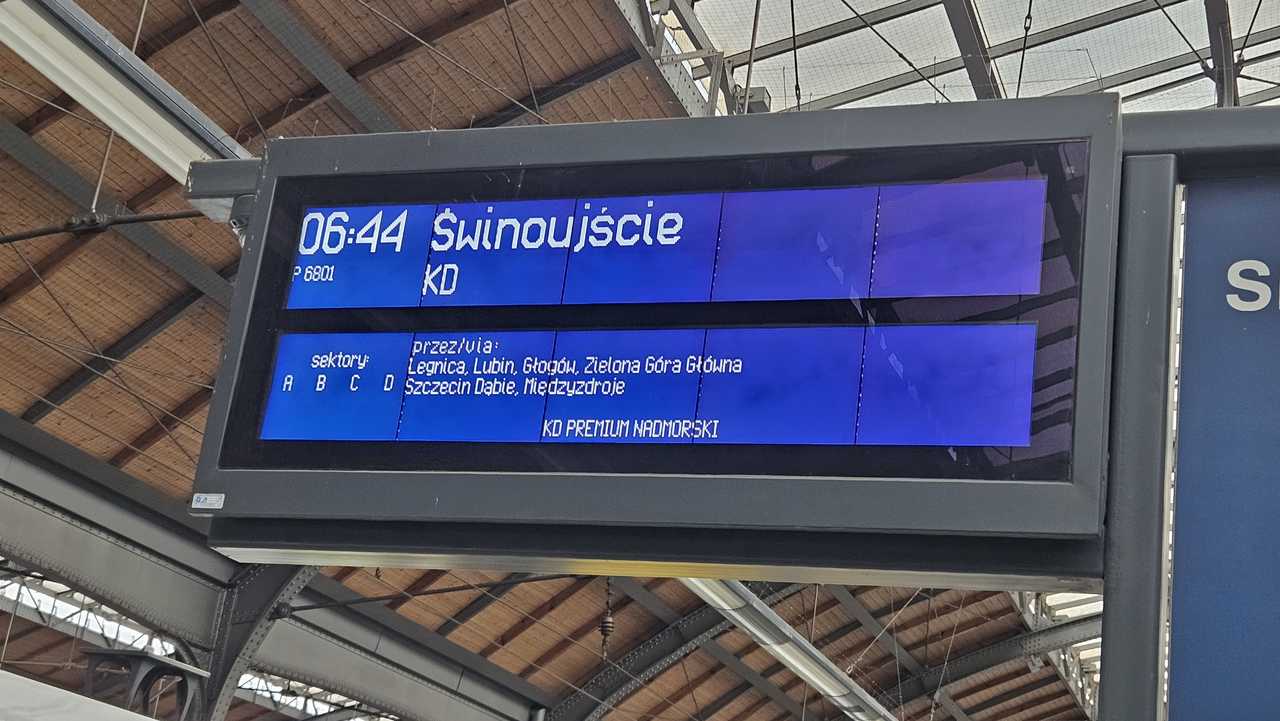 06:44 Świnoujście
P 6801 KD
sektory:
A B C D
przez/via:
Legnica, Lubin, Głogów, Zielona Góra Główna
Szczecin Dąbie, Międzyzdroje
KD PREMIUM NADMORSKI
S